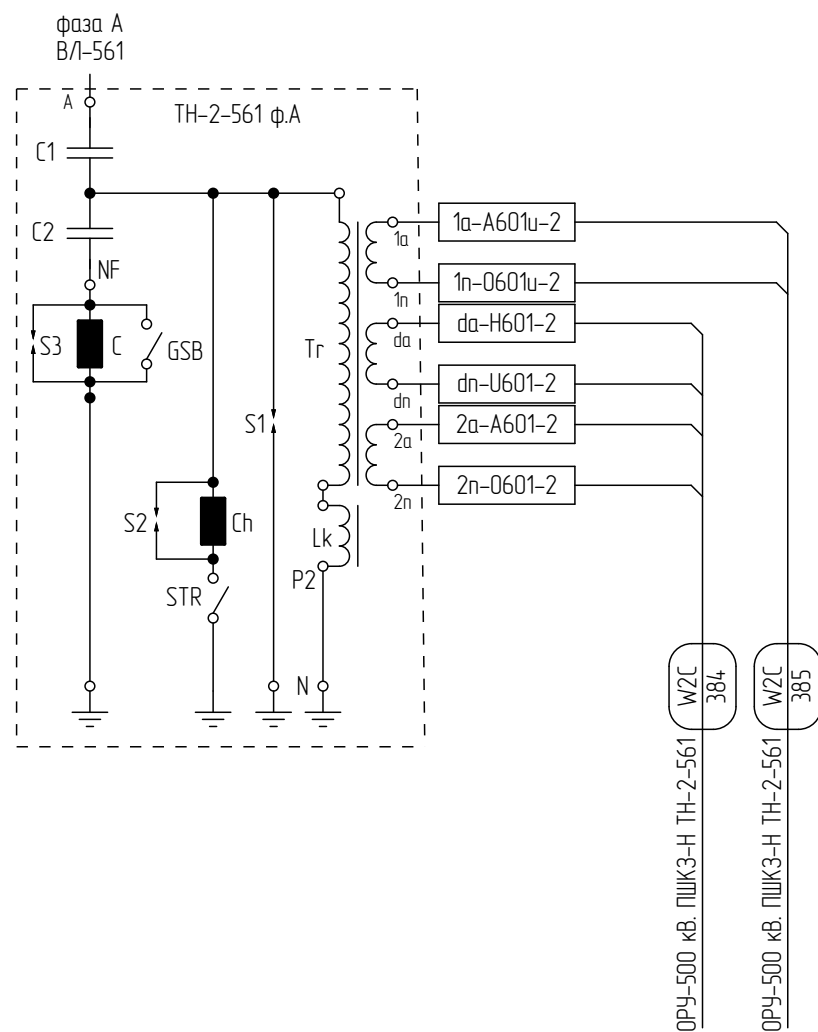 фаза А
ВЛ-561
А
ТН-2-561 ф.А
C1
C2
NF
S3
C
GSB
S1
S2
Ch
STR
Tr
Lk
P2
N
1a
1n
da
dn
2a
2n
1a-A601и-2
1n-0601и-2
da-H601-2
dn-U601-2
2a-A601-2
2n-0601-2
W2C
384
W2C
385
ОРУ-500 кВ. ПШКЗ-Н ТН-2-561
ОРУ-500 кВ. ПШКЗ-Н ТН-2-561